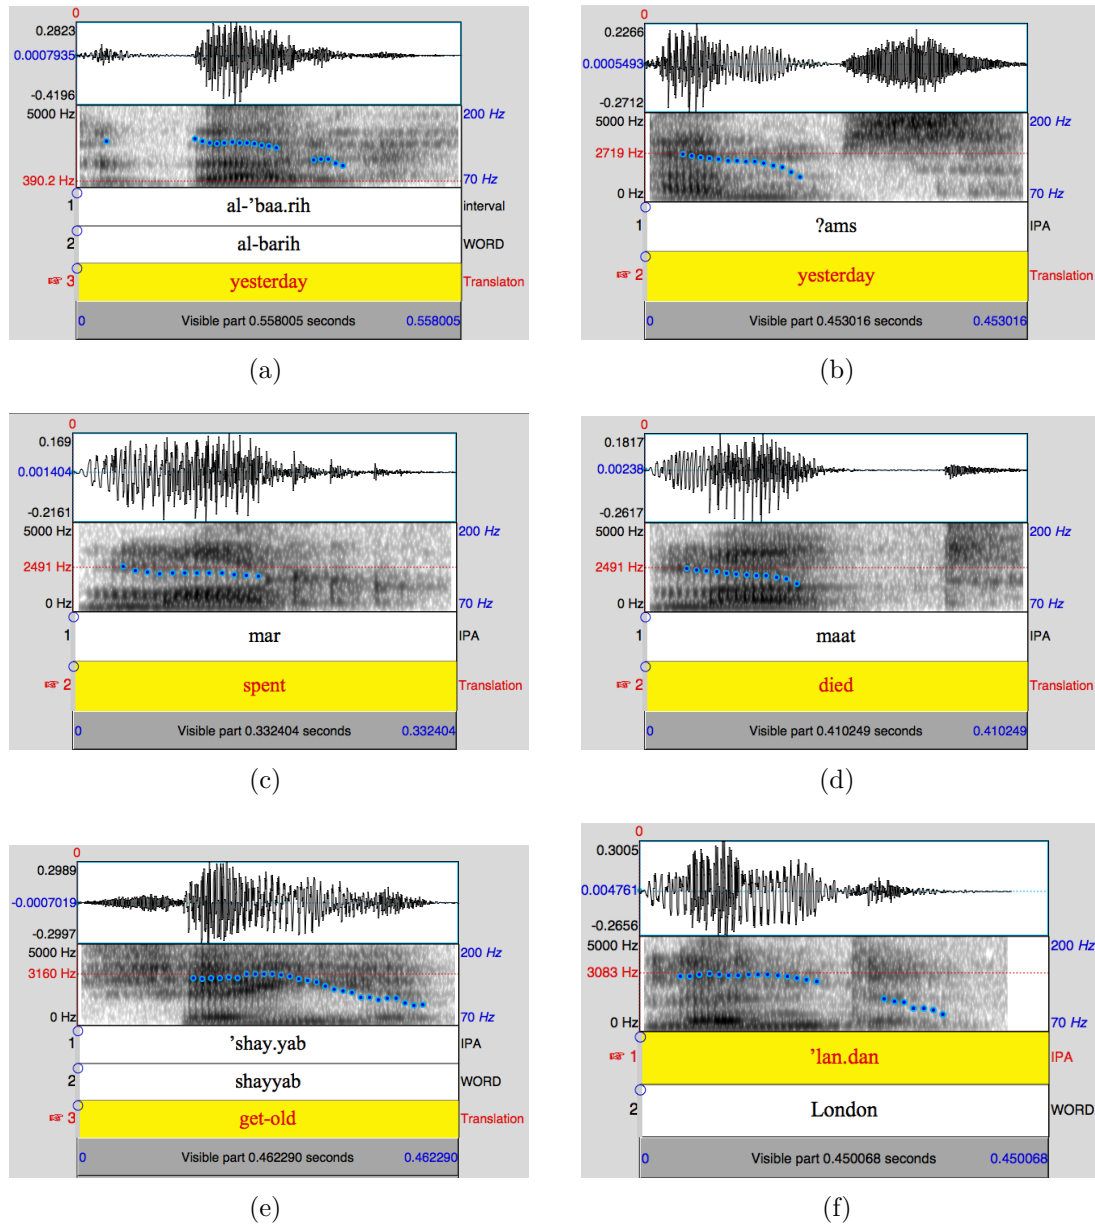 0
0.2823
0.0007935
-0.4196
5000 Hz 200 Hz
390.2 Hz 70 Hz
1 al-'baa.rih interval
2 al-barih WORD
☞ 3 yesterday Translaton
0 Visible part 0.558005 seconds 0.558005
(a)
0
0.2266
0.0005493
-0.2712
5000 Hz 200 Hz
2719 Hz
0 Hz 70 Hz
1 ?ams IPA
☞ 2 yesterday Translation
0 Visible part 0.453016 seconds 0.453016
(b)
0
0.169
0.001404
-0.2161
5000 Hz 200 Hz
2491 Hz
0 Hz 70 Hz
1 mar IPA
☞ 2 spent Translation
0 Visible part 0.332404 seconds 0.332404
(c)
0
0.1817
0.00238
-0.2617
5000 Hz 200 Hz
2491 Hz
0 Hz 70 Hz
1 maat IPA
☞ 2 died Translation
0 Visible part 0.410249 seconds 0.410249
(d)
0
0.2989
-0.0007019
-0.2997
5000 Hz 200 Hz
3160 Hz
0 Hz 70 Hz
1 'shay.yab IPA
2 shayyab WORD
☞ 3 get-old Translation
0 Visible part 0.462290 seconds 0.462290
(e)
0
0.3005
0.004761
-0.2656
5000 Hz 200 Hz
3083 Hz
0 Hz 70 Hz
☞ 1 'lan.dan IPA
2 London WORD
0 Visible part 0.450068 seconds 0.450068
(f)